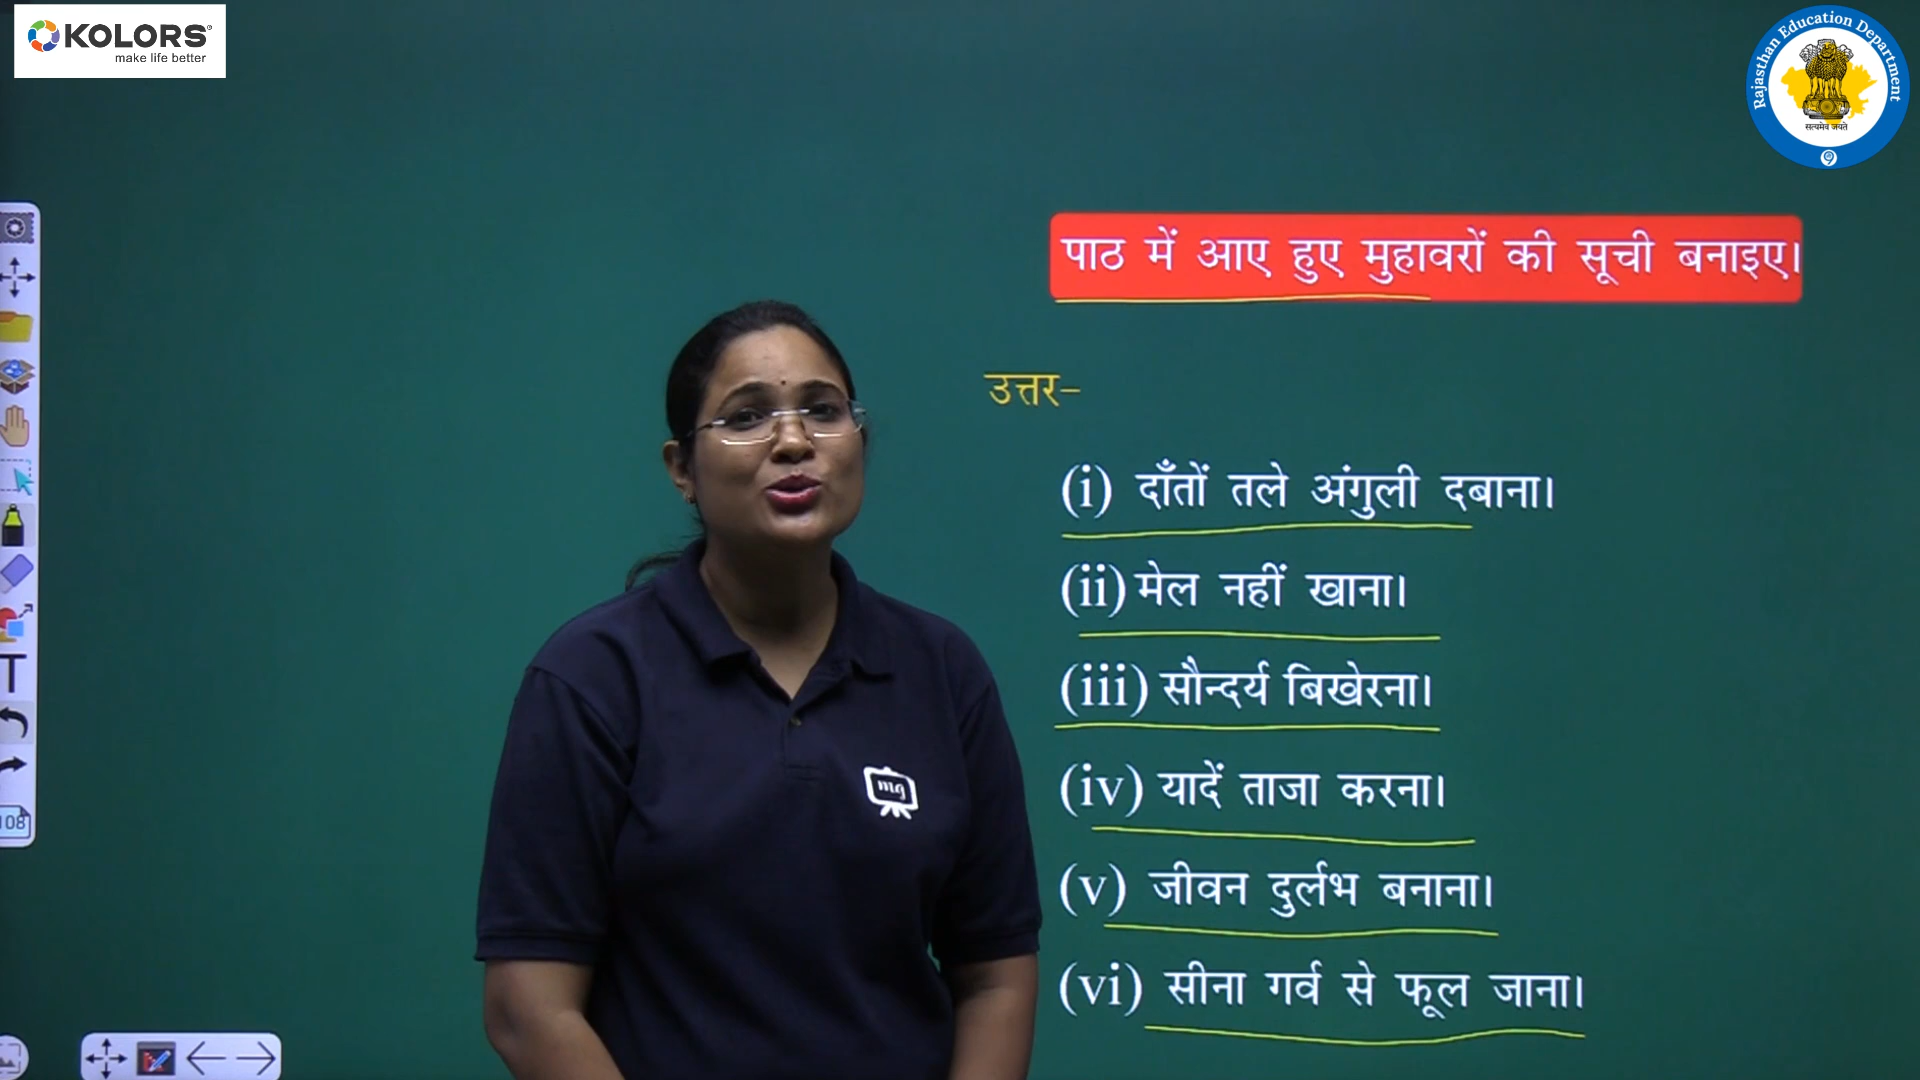 KOLORS
make life better
Rajasthan Education Department
सत्यमेव जयते
पाठ में आए हुए मुहावरों की सूची बनाइए।
उत्तर–
(i) दाँतों तले अंगुली दबाना।
(ii) मेल नहीं खाना।
(iii) सौन्दर्य बिखेरना।
(iv) यादें ताजा करना।
(v) जीवन दुर्लभ बनाना।
(vi) सीना गर्व से फूल जाना।
mg
T
108